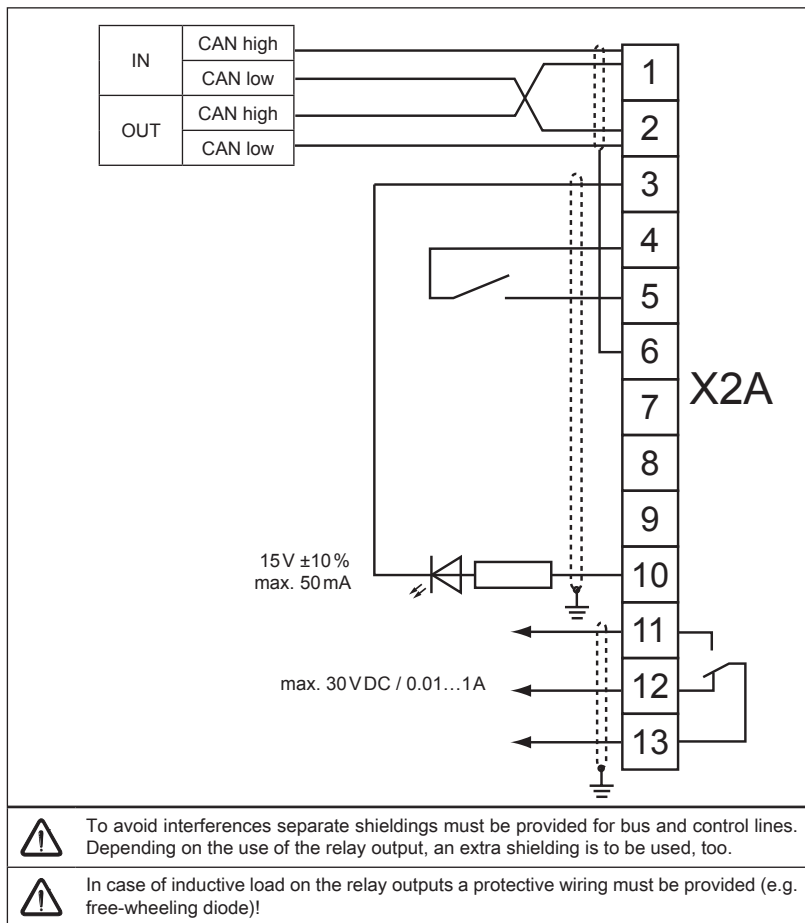 IN
CAN high
CAN low
OUT
CAN high
CAN low
1
2
3
4
5
6
7
8
9
10
11
12
13
X2A
15V ±10%
max. 50mA
max. 30VDC / 0.01…1A
To avoid interferences separate shieldings must be provided for bus and control lines.
Depending on the use of the relay output, an extra shielding is to be used, too.
In case of inductive load on the relay outputs a protective wiring must be provided (e.g.
free-wheeling diode)!